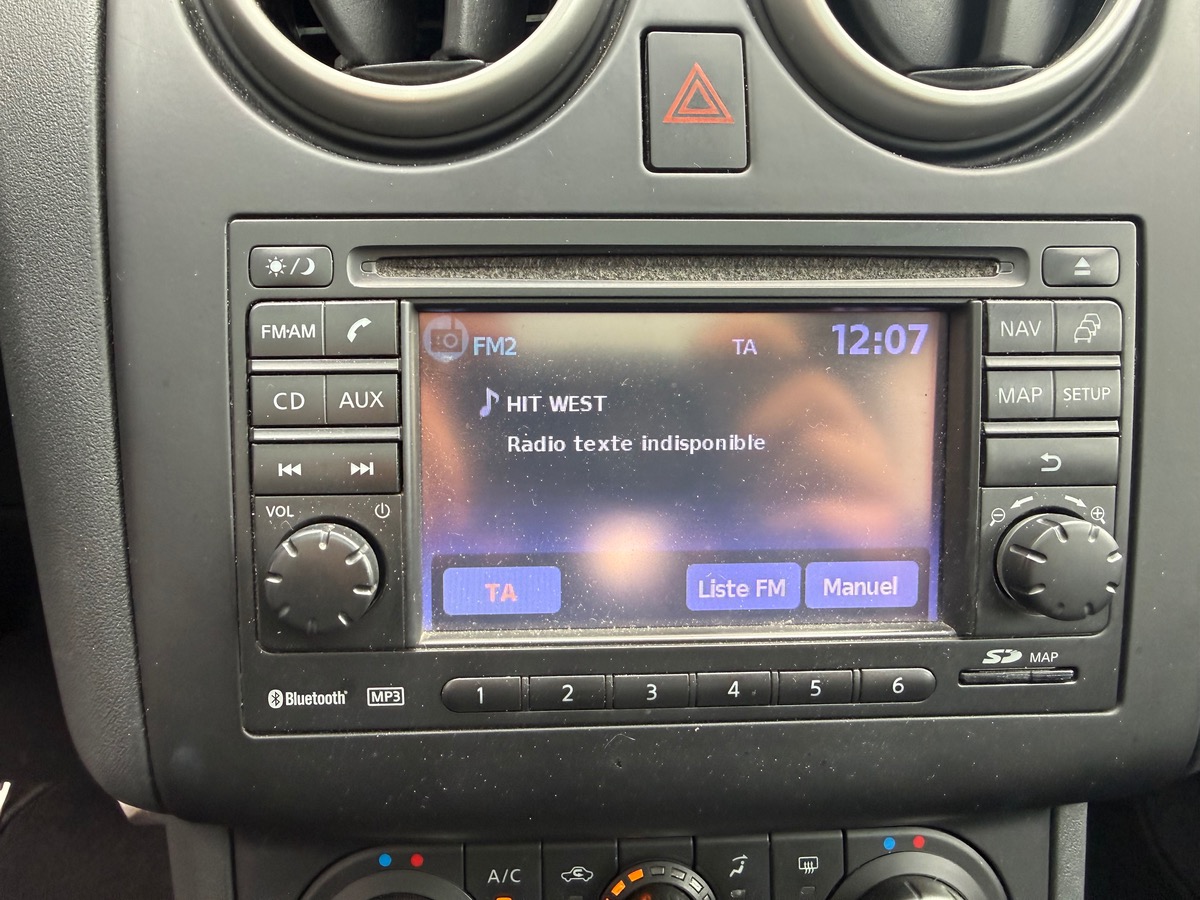 FM·AM
CD AUX
VOL
FM2 TA 12:07
HIT WEST
Radio texte indisponible
TA Liste FM Manuel
NAV
MAP SETUP
SD MAP
Bluetooth MP3 1 2 3 4 5 6
A/C